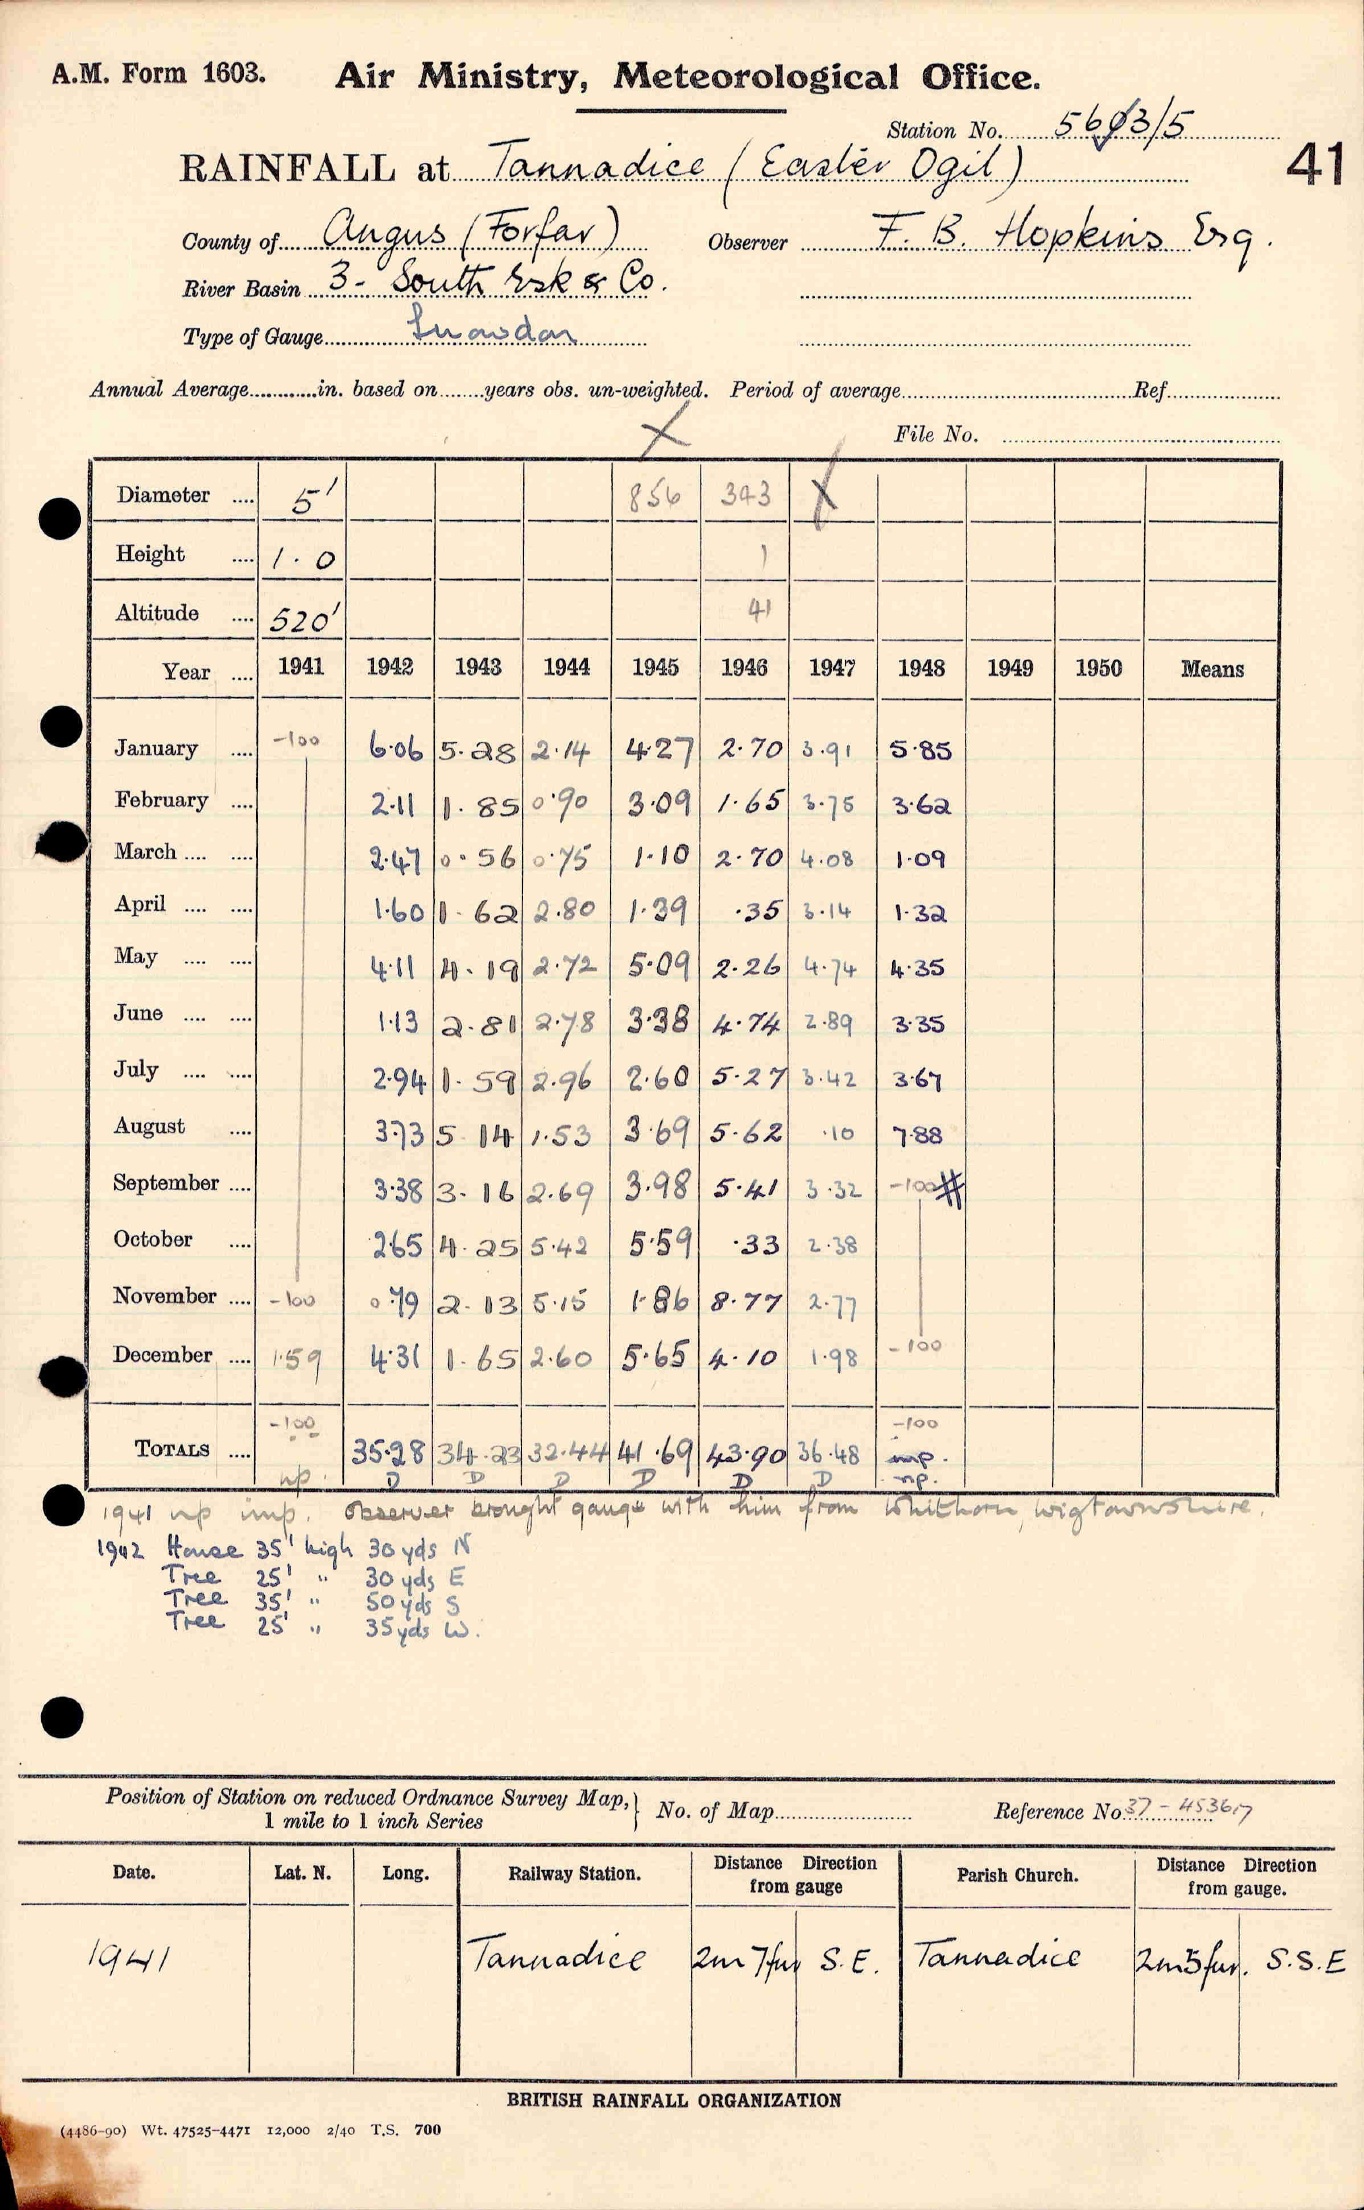 A.M. Form 1603. Air Ministry, Meteorological Office.
Station No. 5603/5
RAINFALL at Tannadice (Easter Ogil)
41
County of Angus (Forfar) Observer F. B. Hopkins Esq.
River Basin 3 - South Esk & Co.
Type of Gauge Snowdon
Annual Average in. based on years obs. un-weighted. Period of average Ref.
X
File No.
Diameter 5' 856 343 X
Height 1.0 1
Altitude 520' 41
Year 1941 1942 1943 1944 1945 1946 1947 1948 1949 1950 Means
January -100 6.06 5.28 2.14 4.27 2.70 3.91 5.85
February 2.11 1.85 0.90 3.09 1.65 3.75 3.62
March 2.47 0.56 0.75 1.10 2.70 4.08 1.09
April 1.60 1.62 2.80 1.39 .35 3.14 1.32
May 4.11 4.19 2.72 5.09 2.26 4.74 4.35
June 1.13 2.81 2.78 3.38 4.74 2.89 3.35
July 2.94 1.59 2.96 2.60 5.27 3.42 3.67
August 3.73 5.14 1.53 3.69 5.62 .10 7.88
September 3.38 3.16 2.69 3.98 5.41 3.32 -100 #
October 2.65 4.25 5.42 5.59 .33 2.38
November -100 0.79 2.13 5.15 1.86 8.77 2.77
December 1.59 4.31 1.65 2.60 5.65 4.10 1.98 -100
-100 -100
TOTALS 35.28 34.23 32.44 41.69 43.90 36.48 imp.
np. D D D D D D np.
1941 np imp. Observer brought gauge with him from Whithorn, Wigtownshire.
1942 House 35' high 30 yds N
Tree 25' " 30 yds E
Tree 35' " 50 yds S
Tree 25' " 35 yds W.
Position of Station on reduced Ordnance Survey Map, 1 mile to 1 inch Series } No. of Map Reference No. 37 - 453617
Date. Lat. N. Long. Railway Station. Distance Direction from gauge Parish Church. Distance Direction from gauge.
1941 Tannadice 2m 7fur S.E. Tannadice 2m 5fur. S.S.E
BRITISH RAINFALL ORGANIZATION
(4486-90) Wt. 47525-4471 12,000 2/40 T.S. 700